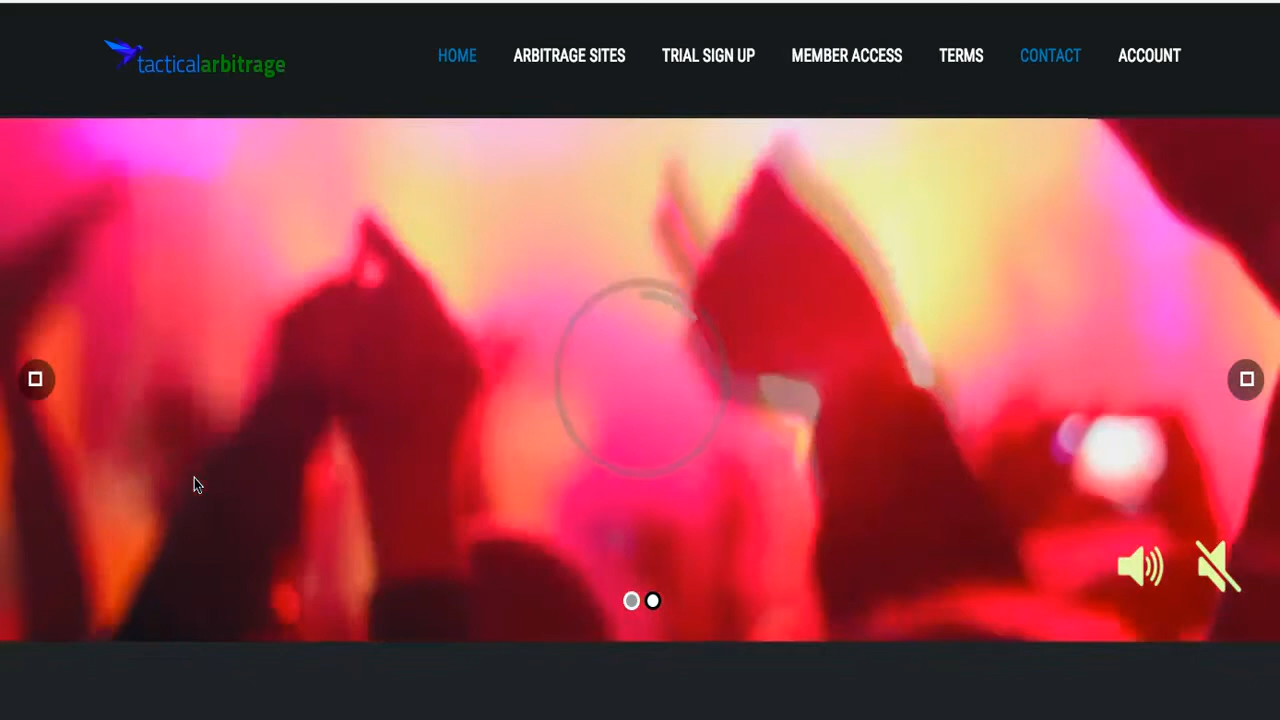 tacticalarbitrage
HOME ARBITRAGE SITES TRIAL SIGN UP MEMBER ACCESS TERMS CONTACT ACCOUNT